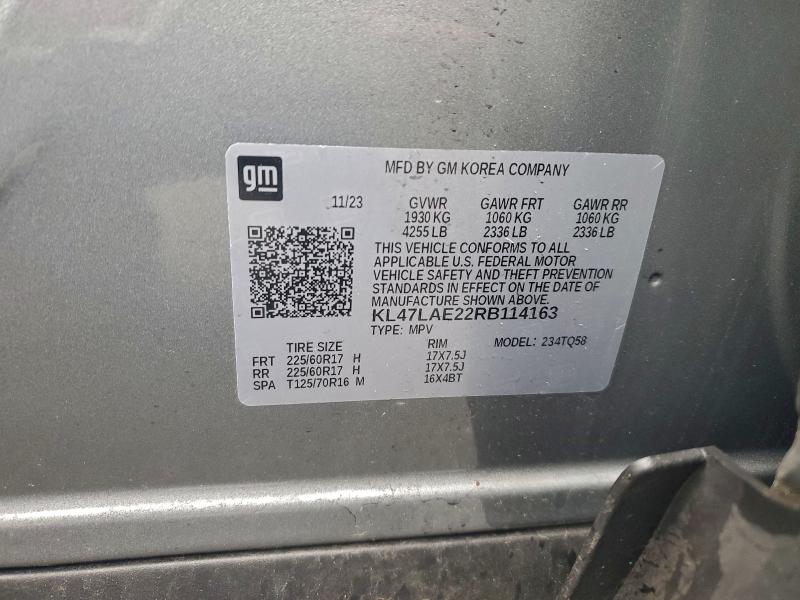 gm
MFD BY GM KOREA COMPANY
11/23 GVWR GAWR FRT GAWR RR
1930 KG 1060 KG 1060 KG
4255 LB 2336 LB 2336 LB
THIS VEHICLE CONFORMS TO ALL
APPLICABLE U.S. FEDERAL MOTOR
VEHICLE SAFETY AND THEFT PREVENTION
STANDARDS IN EFFECT ON THE DATE OF
MANUFACTURE SHOWN ABOVE.
KL47LAE22RB114163
TYPE: MPV MODEL: 234TQ58
TIRE SIZE RIM
FRT 225/60R17 H 17X7.5J
RR 225/60R17 H 17X7.5J
SPA T125/70R16 M 16X4BT